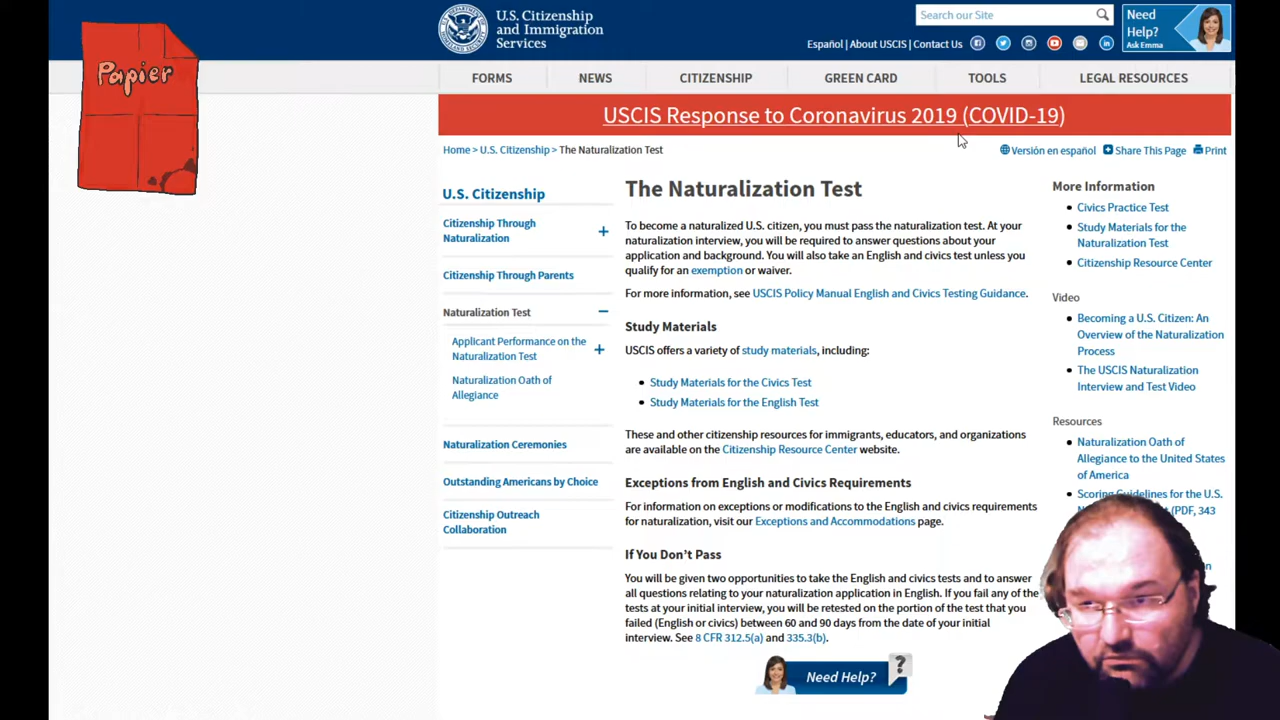 Papier
U.S. Citizenship
and Immigration
Services
Search our Site
Need
Help?
Ask Emma
Español | About USCIS | Contact Us
FORMS
NEWS
CITIZENSHIP
GREEN CARD
TOOLS
LEGAL RESOURCES
USCIS Response to Coronavirus 2019 (COVID-19)
Home > U.S. Citizenship > The Naturalization Test
Versión en español
Share This Page
Print
U.S. Citizenship
Citizenship Through
Naturalization
Citizenship Through Parents
Naturalization Test
Applicant Performance on the
Naturalization Test
Naturalization Oath of
Allegiance
Naturalization Ceremonies
Outstanding Americans by Choice
Citizenship Outreach
Collaboration
The Naturalization Test
To become a naturalized U.S. citizen, you must pass the naturalization test. At your
naturalization interview, you will be required to answer questions about your
application and background. You will also take an English and civics test unless you
qualify for an exemption or waiver.
For more information, see USCIS Policy Manual English and Civics Testing Guidance.
Study Materials
USCIS offers a variety of study materials, including:
Study Materials for the Civics Test
Study Materials for the English Test
These and other citizenship resources for immigrants, educators, and organizations
are available on the Citizenship Resource Center website.
Exceptions from English and Civics Requirements
For information on exceptions or modifications to the English and civics requirements
for naturalization, visit our Exceptions and Accommodations page.
If You Don't Pass
You will be given two opportunities to take the English and civics tests and to answer
all questions relating to your naturalization application in English. If you fail any of the
tests at your initial interview, you will be retested on the portion of the test that you
failed (English or civics) between 60 and 90 days from the date of your initial
interview. See 8 CFR 312.5(a) and 335.3(b).
Need Help?
?
More Information
Civics Practice Test
Study Materials for the
Naturalization Test
Citizenship Resource Center
Video
Becoming a U.S. Citizen: An
Overview of the Naturalization
Process
The USCIS Naturalization
Interview and Test Video
Resources
Naturalization Oath of
Allegiance to the United States
of America
Scoring Guidelines for the U.S.
(PDF, 343